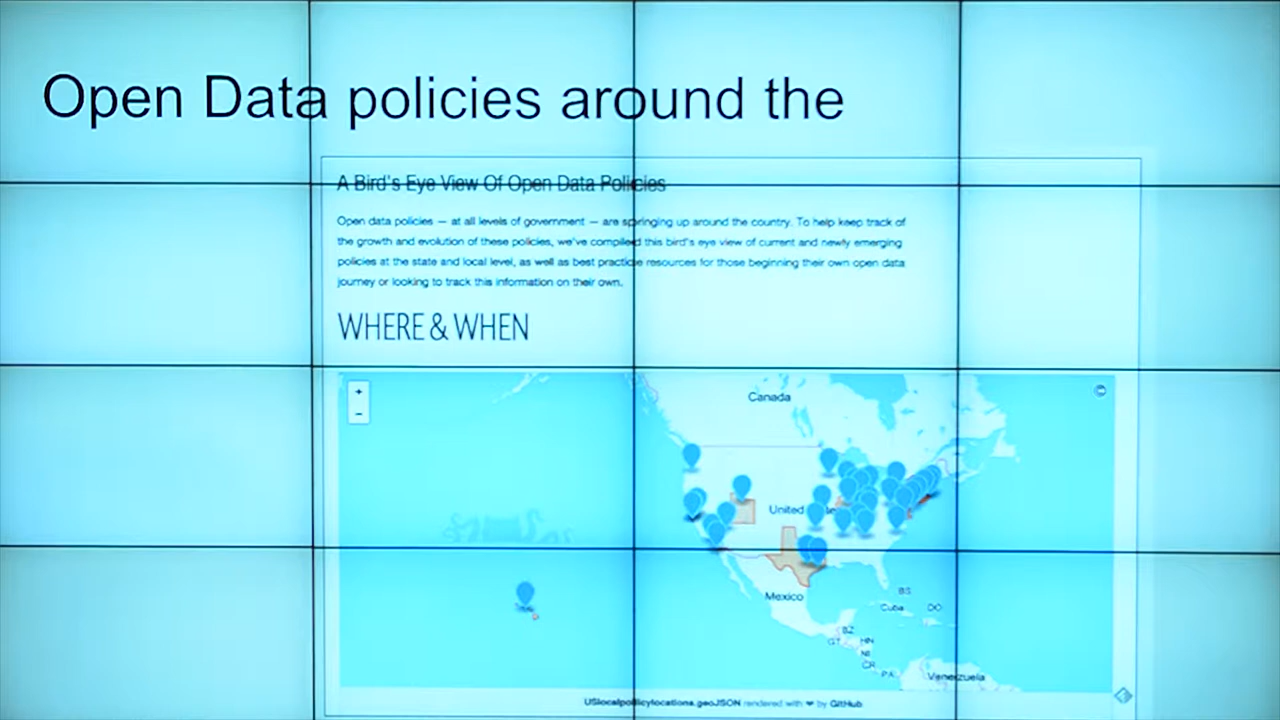 Open Data policies around the
A Bird's Eye View Of Open Data Policies
Open data policies — at all levels of government — are springing up around the country. To help keep track of
the growth and evolution of these policies, we've compiled this bird's eye view of current and newly emerging
policies at the state and local level, as well as best practice resources for those beginning their own open data
journey or looking to track this information on their own.
WHERE & WHEN
+
−
Canada
United
Mexico
BS
Cuba DO
BZ
GT HN
NI
CR
PA
Venezuela
USlocalpolicylocations.geoJSON rendered with ❤ by GitHub